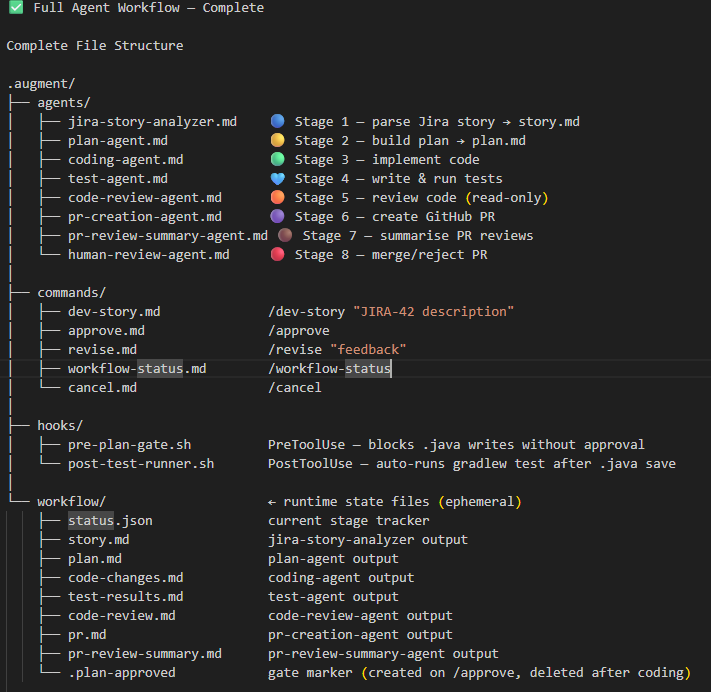 ✅ Full Agent Workflow — Complete
Complete File Structure
.augment/
├── agents/
│   ├── jira-story-analyzer.md    🔵 Stage 1 — parse Jira story → story.md
│   ├── plan-agent.md             🟡 Stage 2 — build plan → plan.md
│   ├── coding-agent.md           🟢 Stage 3 — implement code
│   ├── test-agent.md             🩵 Stage 4 — write & run tests
│   ├── code-review-agent.md      🟠 Stage 5 — review code (read-only)
│   ├── pr-creation-agent.md      🟣 Stage 6 — create GitHub PR
│   ├── pr-review-summary-agent.md 🟤 Stage 7 — summarise PR reviews
│   └── human-review-agent.md     🔴 Stage 8 — merge/reject PR
│
├── commands/
│   ├── dev-story.md              /dev-story "JIRA-42 description"
│   ├── approve.md                /approve
│   ├── revise.md                 /revise "feedback"
│   ├── workflow-status.md        /workflow-status
│   └── cancel.md                 /cancel
│
├── hooks/
│   ├── pre-plan-gate.sh          PreToolUse — blocks .java writes without approval
│   └── post-test-runner.sh       PostToolUse — auto-runs gradlew test after .java save
│
└── workflow/                     ← runtime state files (ephemeral)
    ├── status.json               current stage tracker
    ├── story.md                  jira-story-analyzer output
    ├── plan.md                   plan-agent output
    ├── code-changes.md           coding-agent output
    ├── test-results.md           test-agent output
    ├── code-review.md            code-review-agent output
    ├── pr.md                     pr-creation-agent output
    ├── pr-review-summary.md      pr-review-summary-agent output
    └── .plan-approved            gate marker (created on /approve, deleted after coding)